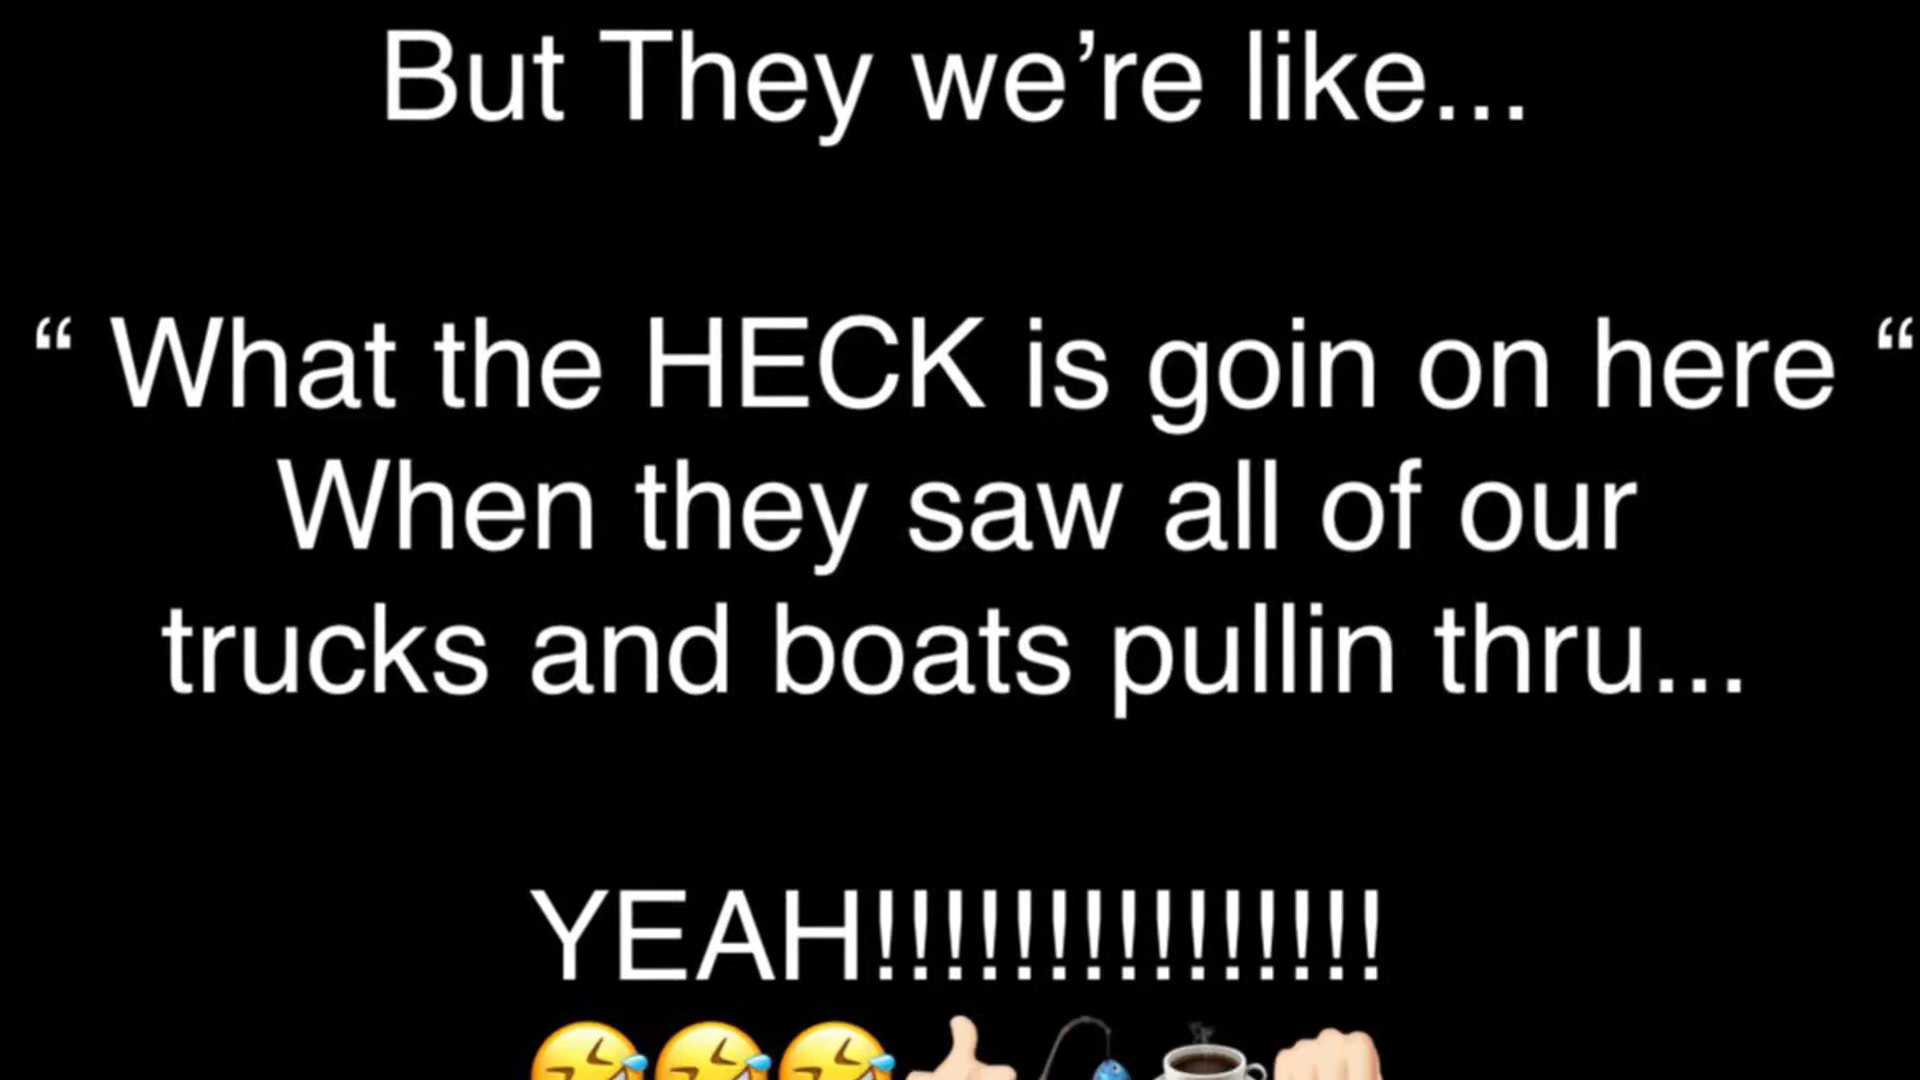 But They we’re like...
“ What the HECK is goin on here “
When they saw all of our
trucks and boats pullin thru...
YEAH!!!!!!!!!!!!!!!
🤣🤣🤣👍🏻🎣☕👊🏻